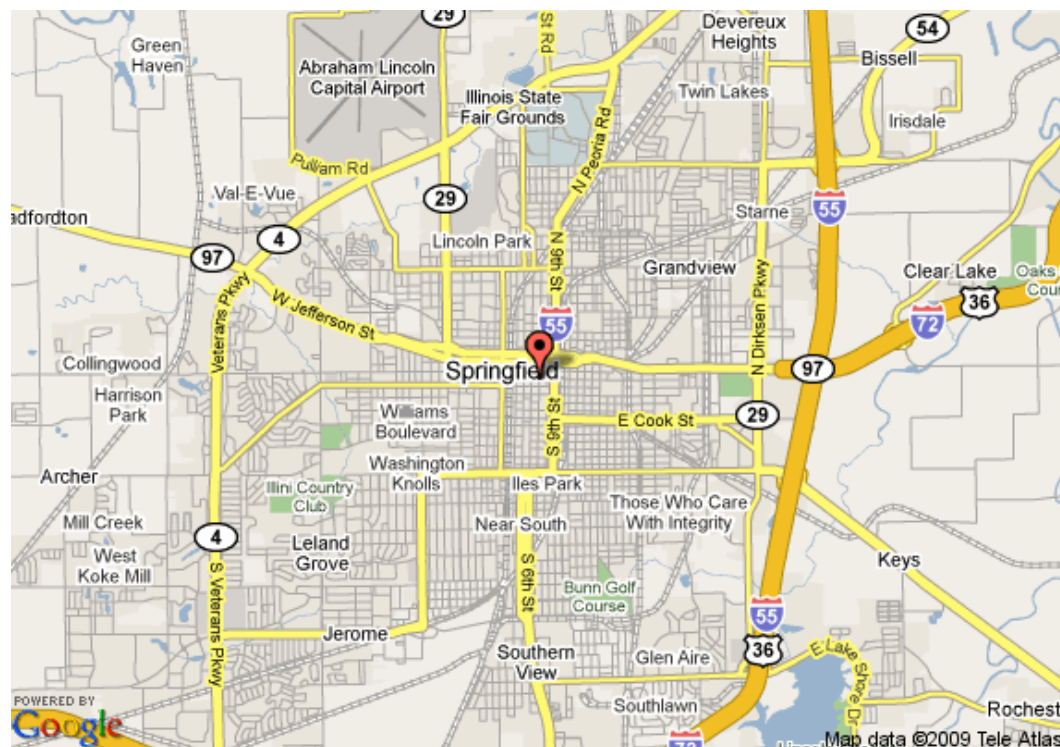 29
St Rd
Devereux
Heights
54
Green
Haven
Bissell
Abraham Lincoln
Capital Airport
Illinois State
Fair Grounds
Twin Lakes
Irisdale
N Peoria Rd
Pulliam Rd
Val-E-Vue
29
55
adfordton
4
Starne
Lincoln Park
N 9th St
97
Grandview
Clear Lake
Oaks
Cour
36
Veterans Pkwy
W Jefferson St
N Dirksen Pkwy
55
72
Collingwood
Springfield
97
Harrison
Park
Williams
Boulevard
S 9th St
E Cook St
29
Archer
Washington
Knolls
Iles Park
Illini Country
Club
Those Who Care
With Integrity
Mill Creek
Near South
4
Leland
Grove
West
Koke Mill
Keys
S 6th St
Bunn Golf
Course
S Veterans Pkwy
55
Jerome
36
Southern
View
Glen Aire
E Lake Shore Dr
Southlawn
Rochest
POWERED BY
Google
72
Map data ©2009 Tele Atlas